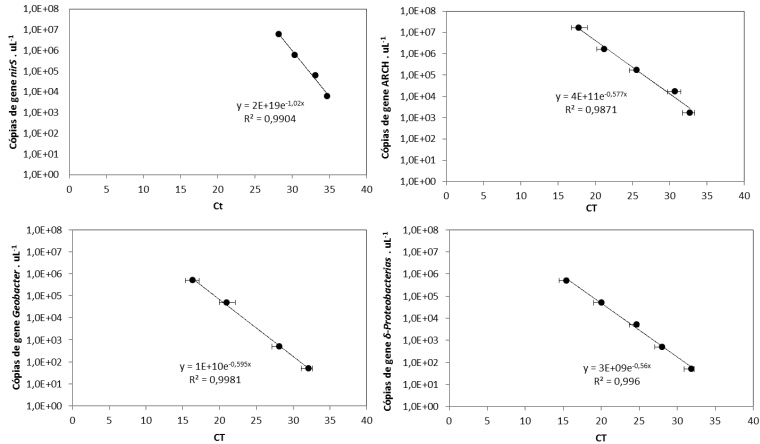 Cópias de gene nirS . uL-1
1,0E+08
1,0E+07
1,0E+06
1,0E+05
1,0E+04
1,0E+03
1,0E+02
1,0E+01
1,0E+00
y = 2E+19e-1,02x
R² = 0,9904
0 5 10 15 20 25 30 35 40
Ct
Cópias de gene ARCH . uL-1
1,0E+08
1,0E+07
1,0E+06
1,0E+05
1,0E+04
1,0E+03
1,0E+02
1,0E+01
1,0E+00
y = 4E+11e-0,577x
R² = 0,9871
0 5 10 15 20 25 30 35 40
CT
Cópias de gene Geobacter . uL-1
1,0E+08
1,0E+07
1,0E+06
1,0E+05
1,0E+04
1,0E+03
1,0E+02
1,0E+01
1,0E+00
y = 1E+10e-0,595x
R² = 0,9981
0 5 10 15 20 25 30 35 40
CT
Cópias de gene δ-Proteobacterias . uL-1
1,0E+08
1,0E+07
1,0E+06
1,0E+05
1,0E+04
1,0E+03
1,0E+02
1,0E+01
1,0E+00
y = 3E+09e-0,56x
R² = 0,996
0 5 10 15 20 25 30 35 40
CT